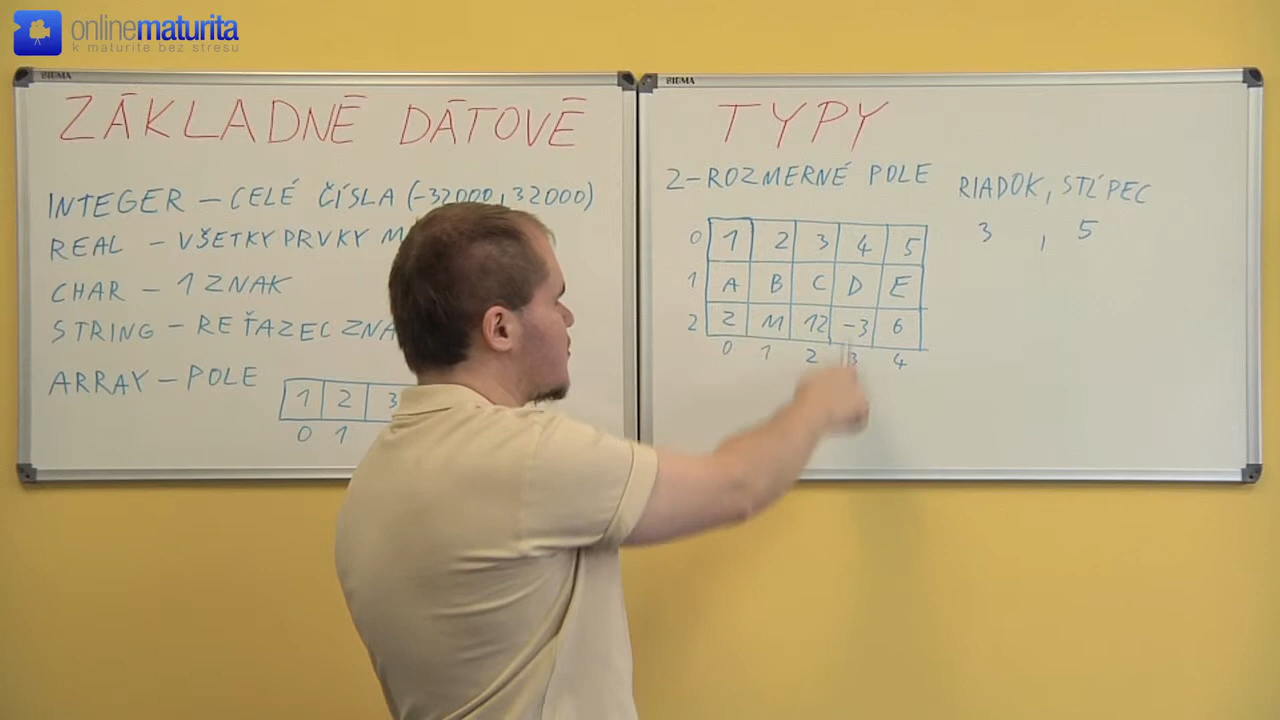 onlinematurita
k maturite bez stresu
SIGMA
SIGMA
ZÁKLADNÉ DÁTOVÉ
TYPY
INTEGER – CELÉ ČÍSLA (-32000, 32000)
REAL – VŠETKY PRVKY
CHAR – 1 ZNAK
STRING – REŤAZEC
ARRAY – POLE
1 2 3
0 1
2-ROZMERNÉ POLE
RIADOK, STĹPEC
3 , 5
0 1 2 3 4 5
1 A B C D E
2 Z M 12 -3 6
0 1 2 3 4